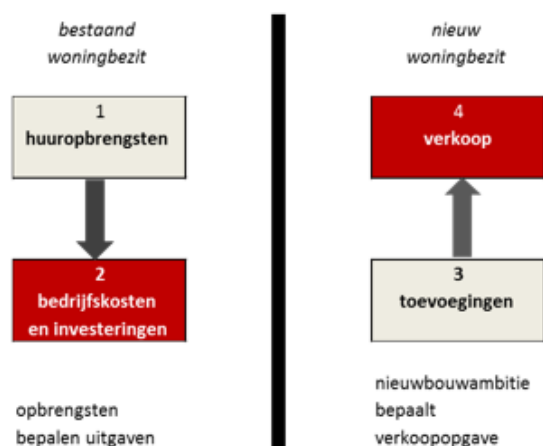 bestaand
woningbezit
1
huuropbrengsten
2
bedrijfskosten
en investeringen
opbrengsten
bepalen uitgaven
nieuw
woningbezit
4
verkoop
3
toevoegingen
nieuwbouwambitie
bepaalt
verkoopopgave